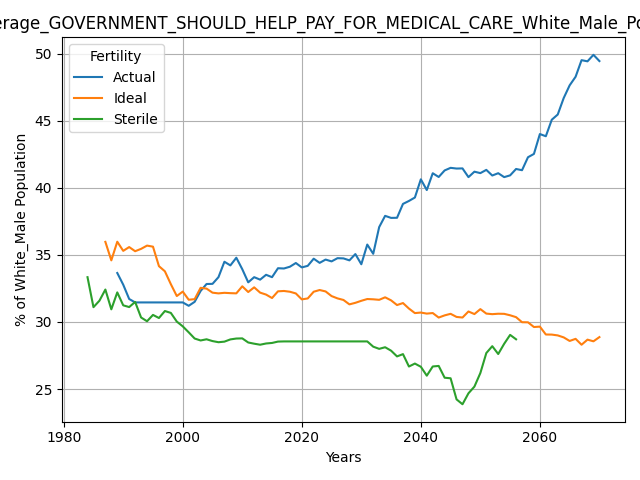 erage_GOVERNMENT_SHOULD_HELP_PAY_FOR_MEDICAL_CARE_White_Male_Po
Fertility
Actual
Ideal
Sterile
% of White_Male Population
50
45
40
35
30
25
1980
2000
2020
2040
2060
Years